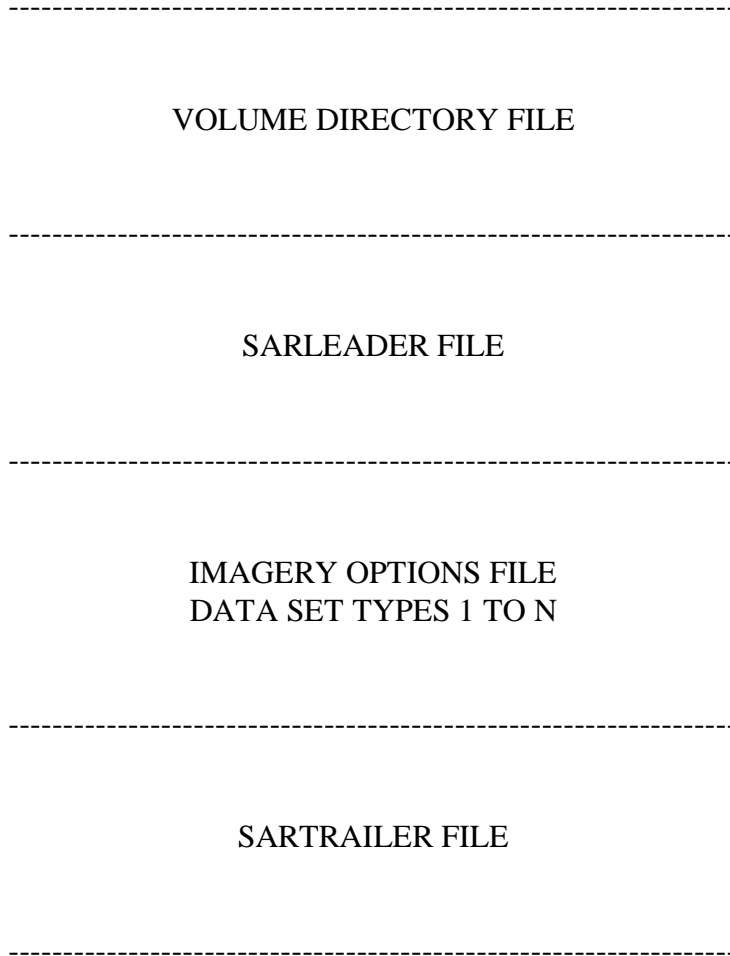 VOLUME DIRECTORY FILE
SARLEADER FILE
IMAGERY OPTIONS FILE
DATA SET TYPES 1 TO N
SARTRAILER FILE